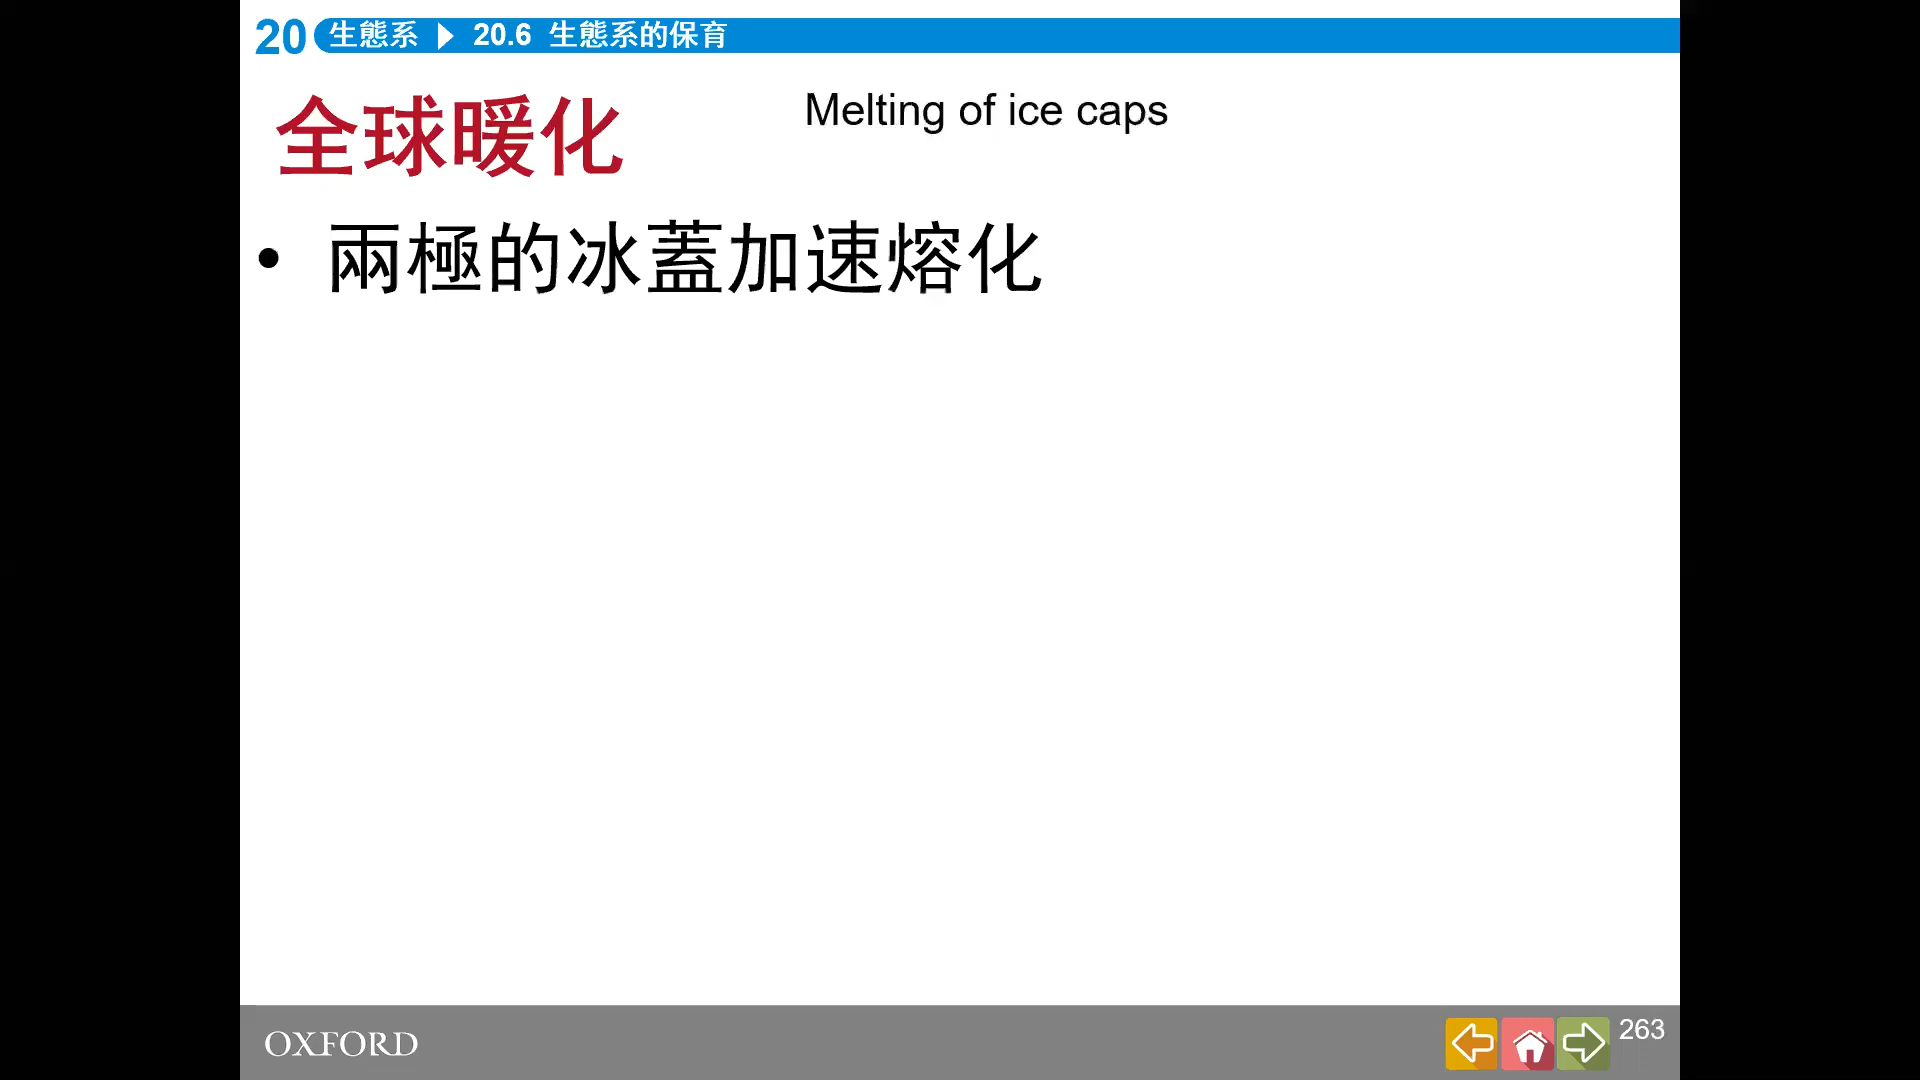 20 生態系 ▶ 20.6 生態系的保育
全球暖化
Melting of ice caps
• 兩極的冰蓋加速熔化
OXFORD
263